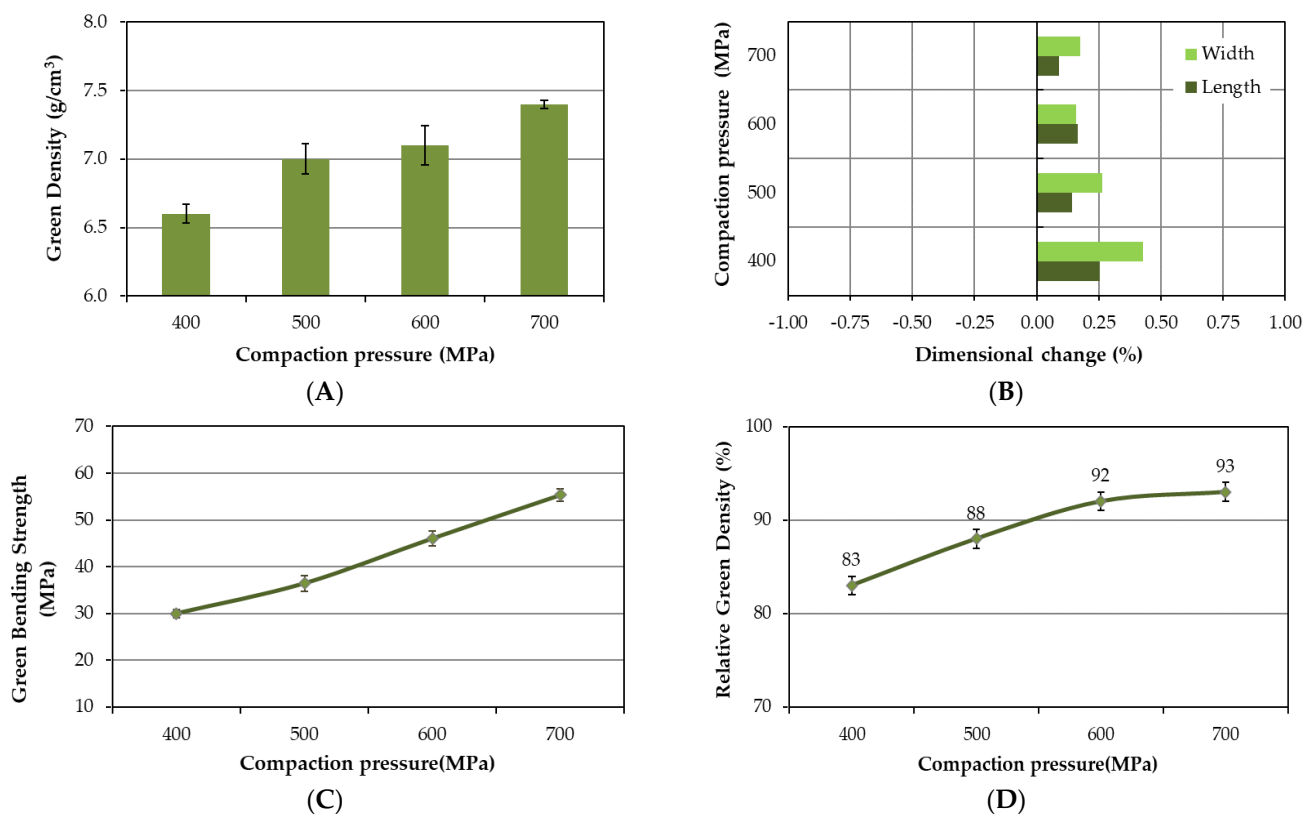 8.0
7.5
7.0
6.5
6.0
Green Density (g/cm³)
400 500 600 700
Compaction pressure (MPa)
(A)
Compaction pressure (MPa)
700
600
500
400
Width
Length
-1.00 -0.75 -0.50 -0.25 0.00 0.25 0.50 0.75 1.00
Dimensional change (%)
(B)
Green Bending Strength
(MPa)
70
60
50
40
30
20
10
400 500 600 700
Compaction pressure(MPa)
(C)
Relative Green Density (%)
100
90
80
70
83
88
92
93
400 500 600 700
Compaction pressure(MPa)
(D)